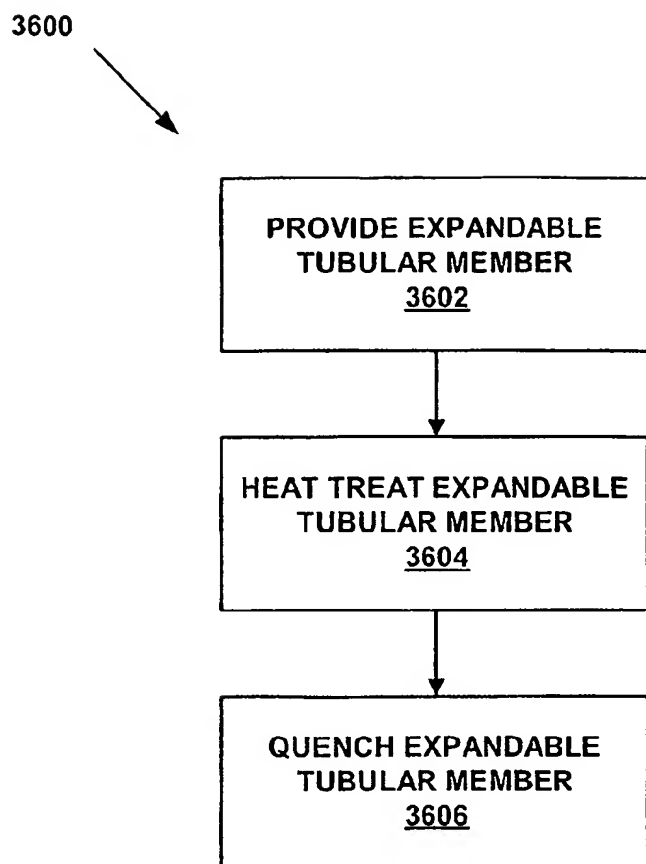 3600
PROVIDE EXPANDABLE
TUBULAR MEMBER
3602
HEAT TREAT EXPANDABLE
TUBULAR MEMBER
3604
QUENCH EXPANDABLE
TUBULAR MEMBER
3606